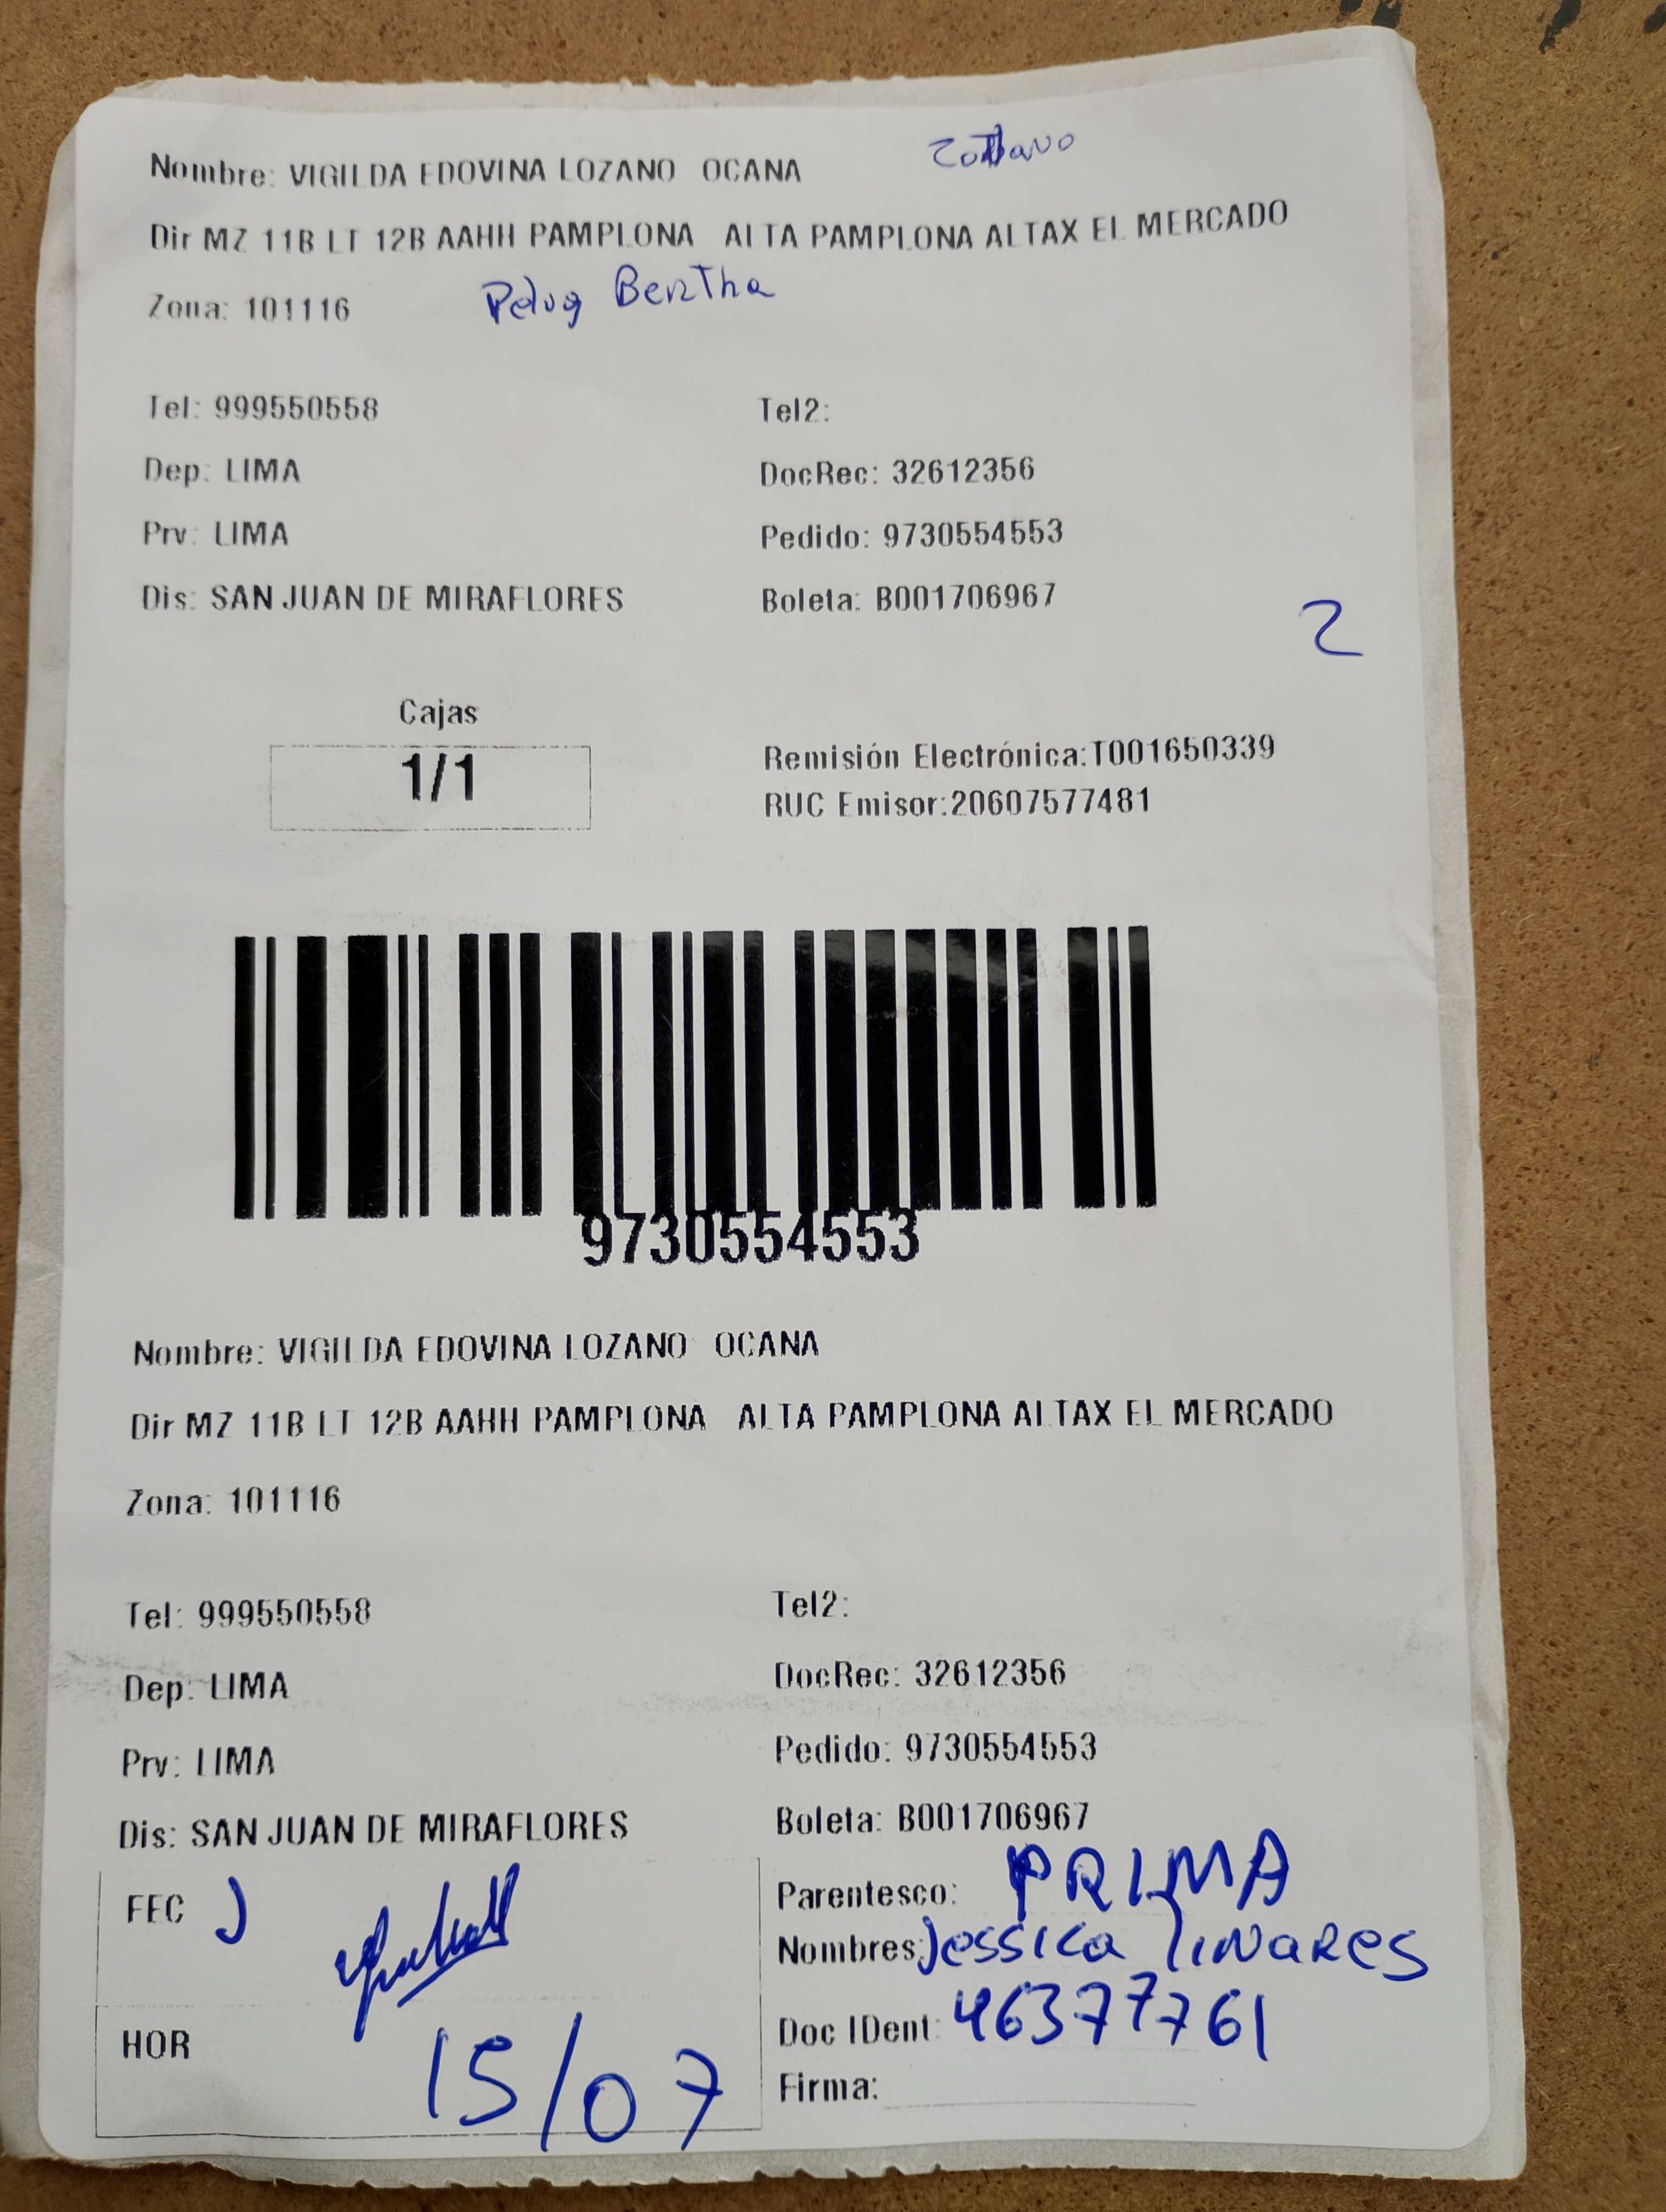 Nombre: VIGILDA EDOVINA LOZANO OCANA
Dir MZ 11B LT 12B AAHH PAMPLONA ALTA PAMPLONA ALTAX EL MERCADO
Zona: 101116 Peluq Bertha
Tel: 999550558 Tel2:
Dep: LIMA DocRec: 32612356
Prv: LIMA Pedido: 9730554553
Dis: SAN JUAN DE MIRAFLORES Boleta: B001706967
2
Cajas
1/1
Remisión Electrónica:T001650339
RUC Emisor:20607577481
9730554553
Nombre: VIGILDA EDOVINA LOZANO OCANA
Dir MZ 11B LT 12B AAHH PAMPLONA ALTA PAMPLONA ALTAX EL MERCADO
Zona: 101116
Tel: 999550558 Tel2:
Dep: LIMA DocRec: 32612356
Prv: LIMA Pedido: 9730554553
Dis: SAN JUAN DE MIRAFLORES Boleta: B001706967
FEC
HOR 15/07
Parentesco: PRIMA
Nombres: Jessica linares
Doc IDent: 46377761
Firma: